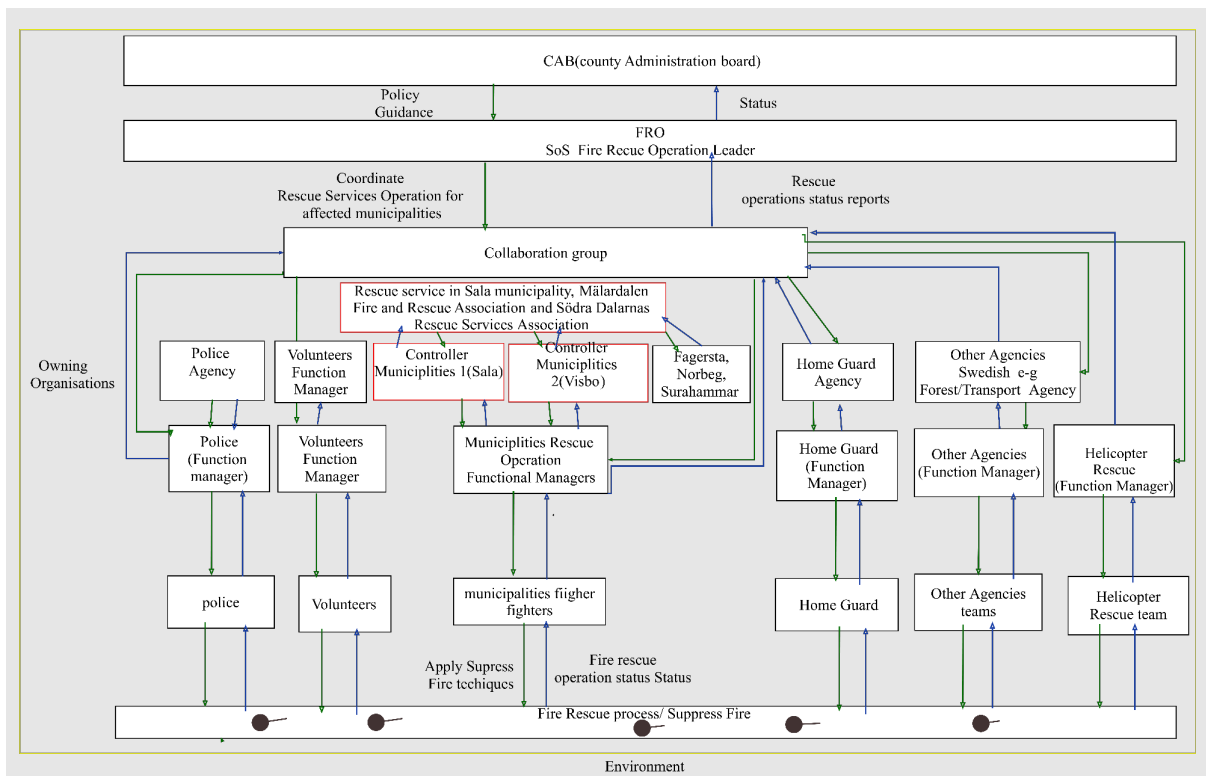 CAB(county Administration board)
Policy
Guidance
Status
FRO
SoS Fire Recue Operation Leader
Coordinate
Rescue Services Operation for
affected municipalities
Rescue
operations status reports
Collaboration group
Rescue service in Sala municipality, Mälardalen
Fire and Rescue Association and Södra Dalarnas
Rescue Services Association
Owning
Organisations
Police
Agency
Volunteers
Function
Manager
Controller
Municiplities 1(Sala)
Controller
Municiplities
2(Visbo)
Fagersta,
Norbeg,
Surahammar
Home Guard
Agency
Other Agencies
Swedish e-g
Forest/Transport Agency
Police
(Function
manager)
Volunteers
Function
Manager
Municiplities Rescue
Operation
Functional Managers
Home Guard
(Function
Manager)
Other Agencies
(Function Manager)
Helicopter
Rescue
(Function Manager)
police
Volunteers
municipalities fiigher
fighters
Home Guard
Other Agencies
teams
Helicopter
Rescue team
Apply Supress
Fire techiques
Fire rescue
operation status Status
Fire Rescue process/ Suppress Fire
Environment